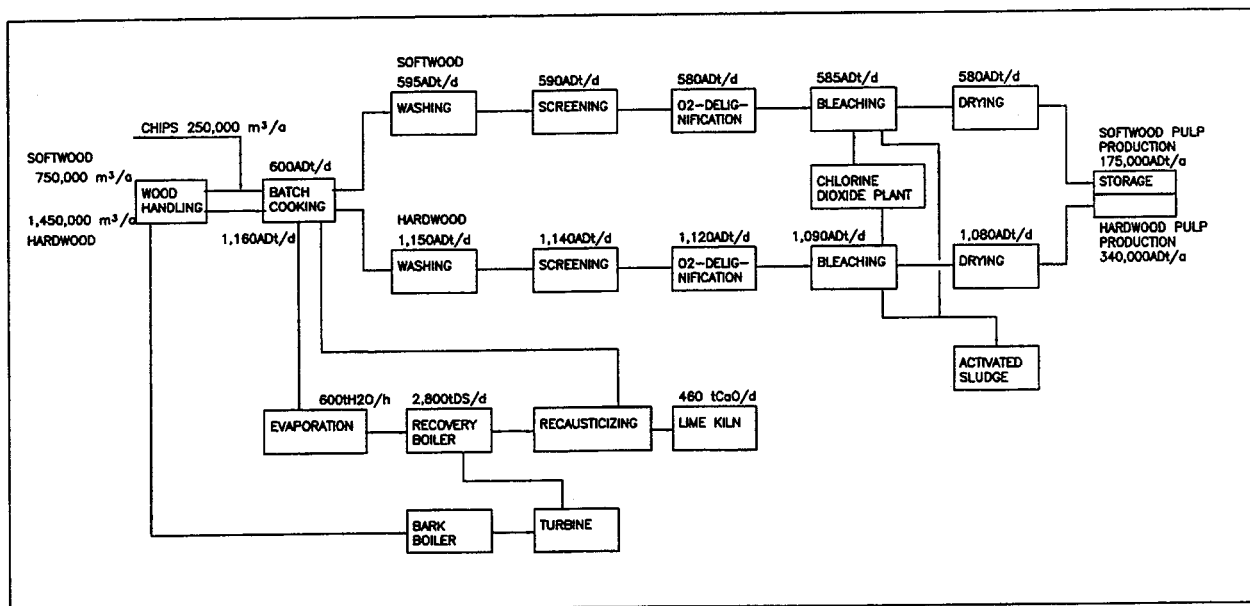 SOFTWOOD
595ADt/d
WASHING
590ADt/d
SCREENING
580ADt/d
O2-DELIG-
NIFICATION
585ADt/d
BLEACHING
580ADt/d
DRYING
CHIPS 250,000 m³/a
SOFTWOOD
750,000 m³/a
WOOD
HANDLING
1,450,000 m³/a
HARDWOOD
600ADt/d
BATCH
COOKING
1,160ADt/d
CHLORINE
DIOXIDE PLANT
SOFTWOOD PULP
PRODUCTION
175,000ADt/a
STORAGE
HARDWOOD PULP
PRODUCTION
340,000ADt/a
HARDWOOD
1,150ADt/d
WASHING
1,140ADt/d
SCREENING
1,120ADt/d
O2-DELIG-
NIFICATION
1,090ADt/d
BLEACHING
1,080ADt/d
DRYING
ACTIVATED
SLUDGE
600tH2O/h
EVAPORATION
2,800tDS/d
RECOVERY
BOILER
RECAUSTICIZING
460 tCaO/d
LIME KILN
BARK
BOILER
TURBINE